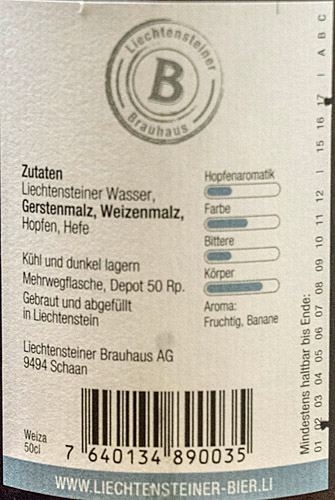 Liechtensteiner
B
Brauhaus
Zutaten
Liechtensteiner Wasser,
Gerstenmalz, Weizenmalz,
Hopfen, Hefe
Kühl und dunkel lagern
Mehrwegflasche, Depot 50 Rp.
Gebraut und abgefüllt
in Liechtenstein
Liechtensteiner Brauhaus AG
9494 Schaan
Hopfenaromatik
Farbe
Bittere
Körper
Aroma:
Fruchtig, Banane
Weiza
50cl
7 640134 890035
WWW.LIECHTENSTEINER-BIER.LI
Mindestens haltbar bis Ende:
01 02 03 04 05 06 07 08 09 10 11 12 | 15 16 17 | A B C